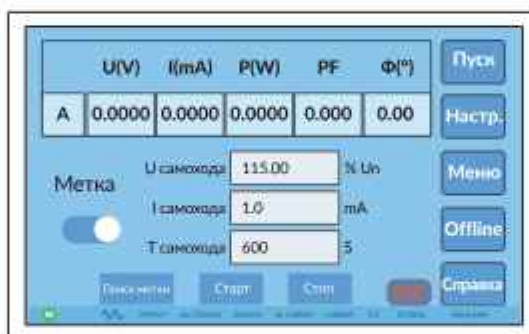 U(V) I(mA) P(W) PF Ф(°) Пуск
A 0.0000 0.0000 0.0000 0.000 0.00 Настр.
U самохода 115.00 % Un Меню
Метка
I самохода 1.0 mA
Offline
T самохода 600 S
Поиск метки Старт Стоп Справка